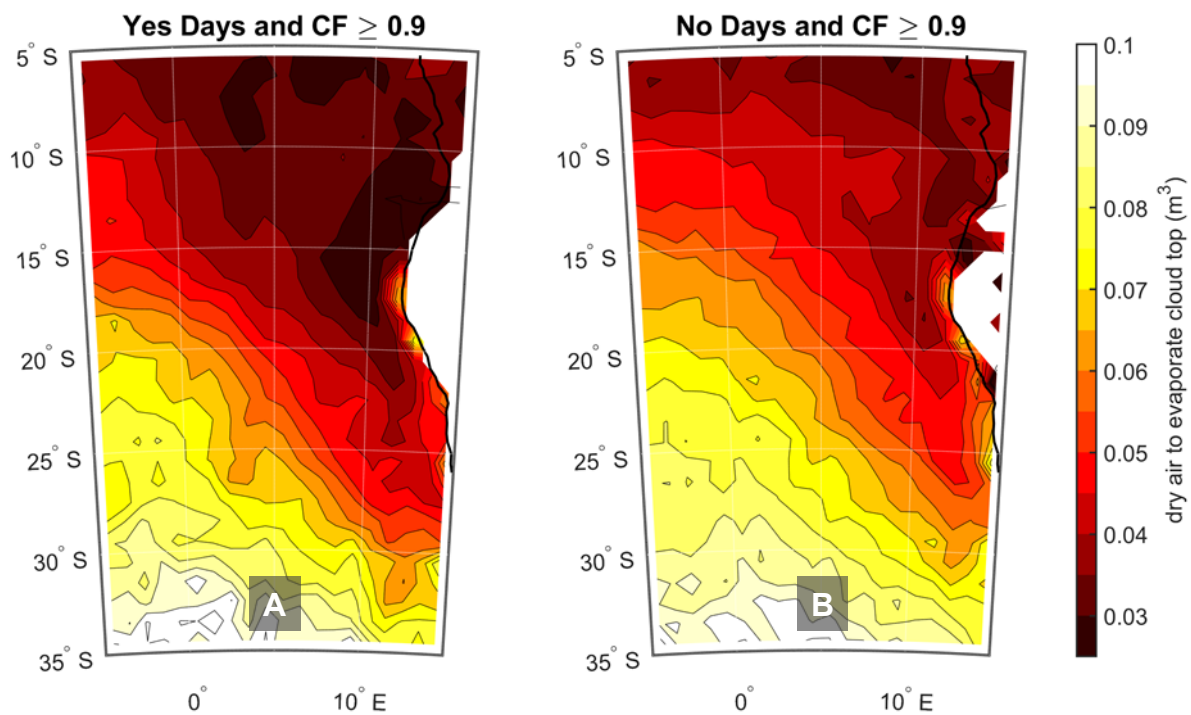 Yes Days and CF ≥ 0.9
No Days and CF ≥ 0.9
5° S
10° S
15° S
20° S
25° S
30° S
35° S
0°
10° E
A
5° S
10° S
15° S
20° S
25° S
30° S
35° S
0°
10° E
B
0.1
0.09
0.08
0.07
0.06
0.05
0.04
0.03
dry air to evaporate cloud top (m³)